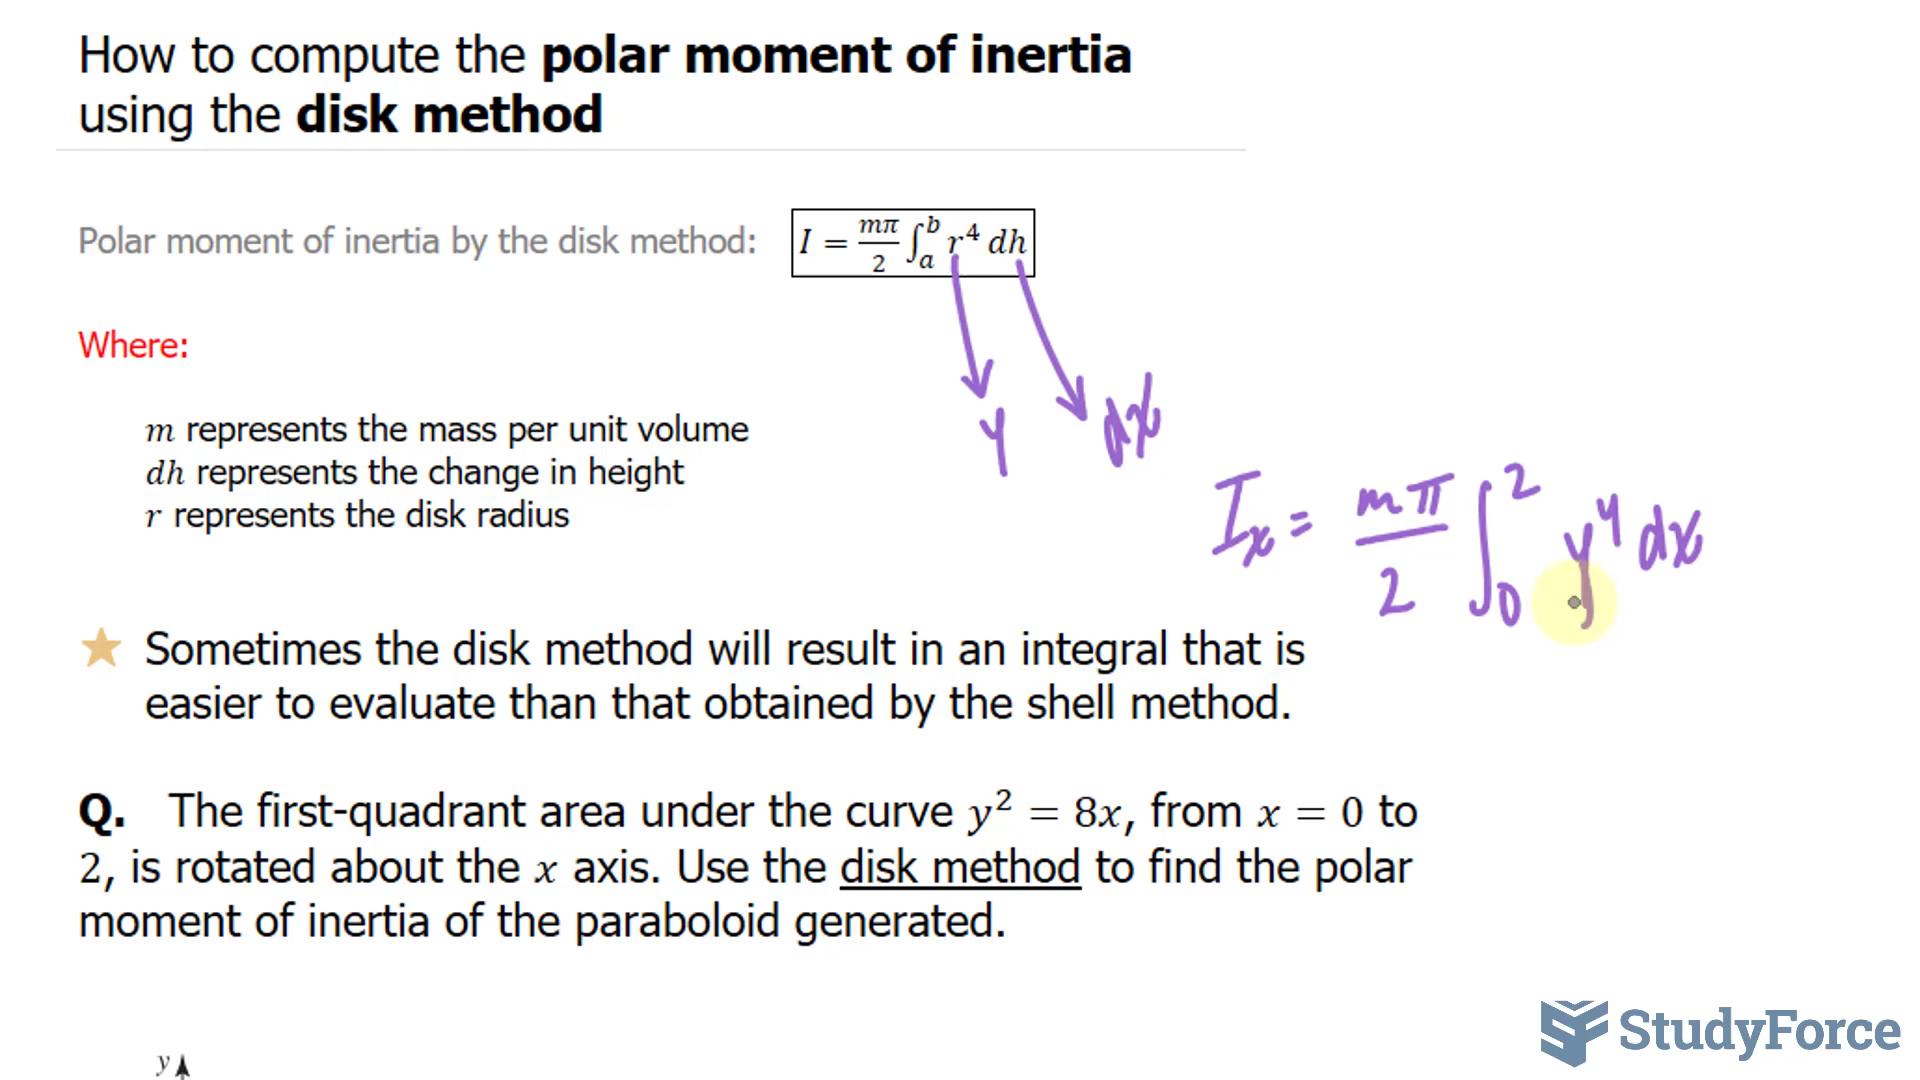 How to compute the polar moment of inertia
using the disk method
Polar moment of inertia by the disk method: I = mπ/2 ∫_a^b r⁴ dh
Where:
y dx
m represents the mass per unit volume
dh represents the change in height
r represents the disk radius
I_x = mπ/2 ∫_0^2 y⁴ dx
Sometimes the disk method will result in an integral that is
easier to evaluate than that obtained by the shell method.
Q. The first-quadrant area under the curve y² = 8x, from x = 0 to
2, is rotated about the x axis. Use the disk method to find the polar
moment of inertia of the paraboloid generated.
StudyForce
y